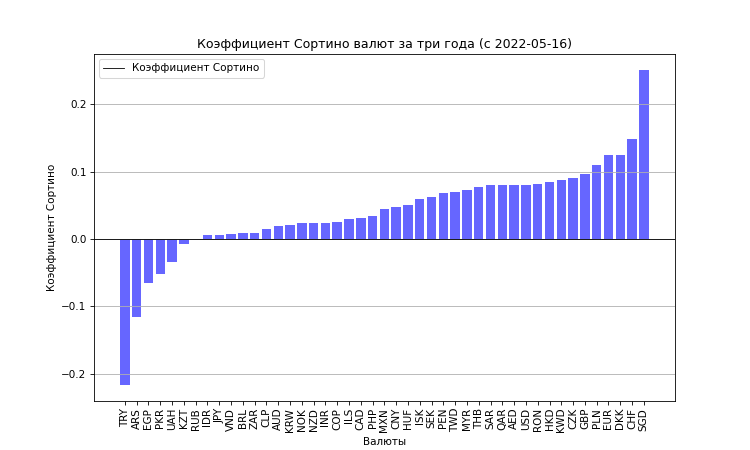 Коэффициент Сортино валют за три года (с 2022-05-16)
Коэффициент Сортино
Коэффициент Сортино
0.2
0.1
0.0
−0.1
−0.2
TRY ARS EGP PKR UAH KZT RUB IDR JPY VND BRL ZAR CLP AUD KRW NOK NZD INR COP ILS CAD PHP MXN CNY HUF ISK SEK PEN TWD MYR THB SAR QAR AED USD RON HKD KWD CZK GBP PLN EUR DKK CHF SGD
Валюты